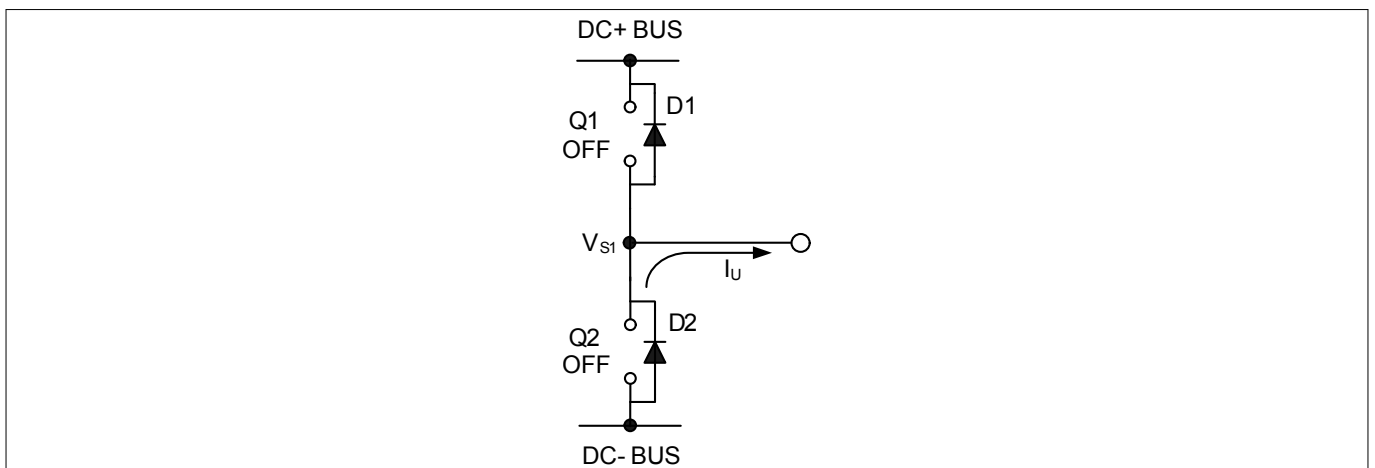 DC+ BUS
D1
Q1
OFF
VS1
IU
D2
Q2
OFF
DC- BUS